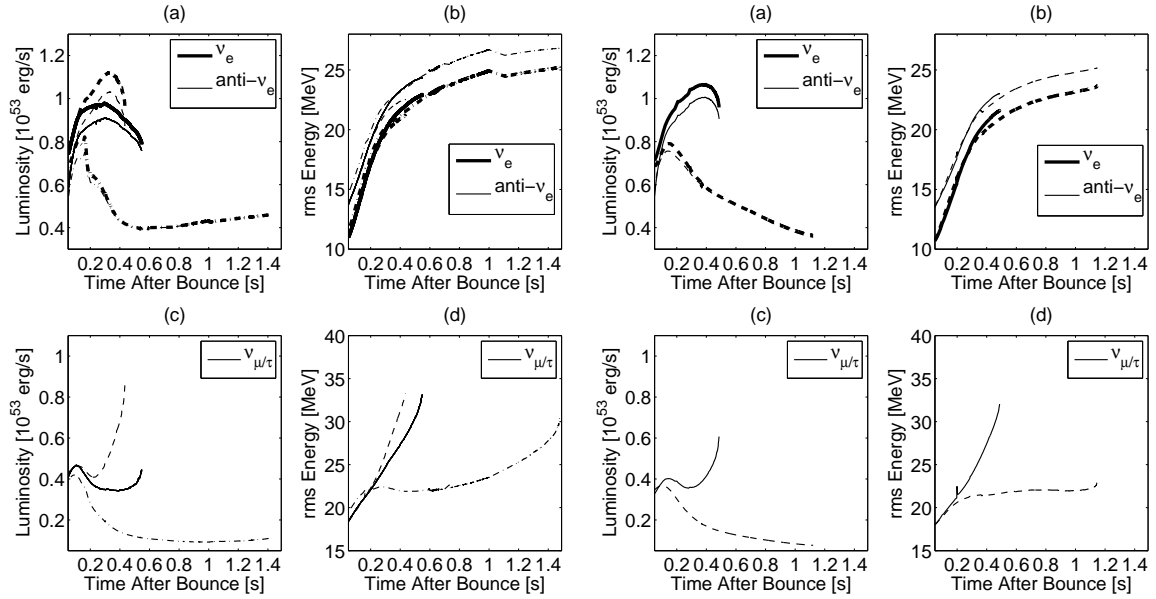 (a)
Luminosity [10^53 erg/s]
1.2
1
0.8
0.6
0.4
ν_e
anti−ν_e
0.2 0.4 0.6 0.8 1 1.2 1.4
Time After Bounce [s]
(b)
rms Energy [MeV]
25
20
15
10
ν_e
anti−ν_e
0.2 0.4 0.6 0.8 1 1.2 1.4
Time After Bounce [s]
(a)
Luminosity [10^53 erg/s]
1.2
1
0.8
0.6
0.4
ν_e
anti−ν_e
0.2 0.4 0.6 0.8 1 1.2 1.4
Time After Bounce [s]
(b)
rms Energy [MeV]
25
20
15
10
ν_e
anti−ν_e
0.2 0.4 0.6 0.8 1 1.2 1.4
Time After Bounce [s]
(c)
Luminosity [10^53 erg/s]
1
0.8
0.6
0.4
0.2
ν_μ/τ
0.2 0.4 0.6 0.8 1 1.2 1.4
Time After Bounce [s]
(d)
rms Energy [MeV]
40
35
30
25
20
15
ν_μ/τ
0.2 0.4 0.6 0.8 1 1.2 1.4
Time After Bounce [s]
(c)
Luminosity [10^53 erg/s]
1
0.8
0.6
0.4
0.2
ν_μ/τ
0.2 0.4 0.6 0.8 1 1.2 1.4
Time After Bounce [s]
(d)
rms Energy [MeV]
40
35
30
25
20
15
ν_μ/τ
0.2 0.4 0.6 0.8 1 1.2 1.4
Time After Bounce [s]